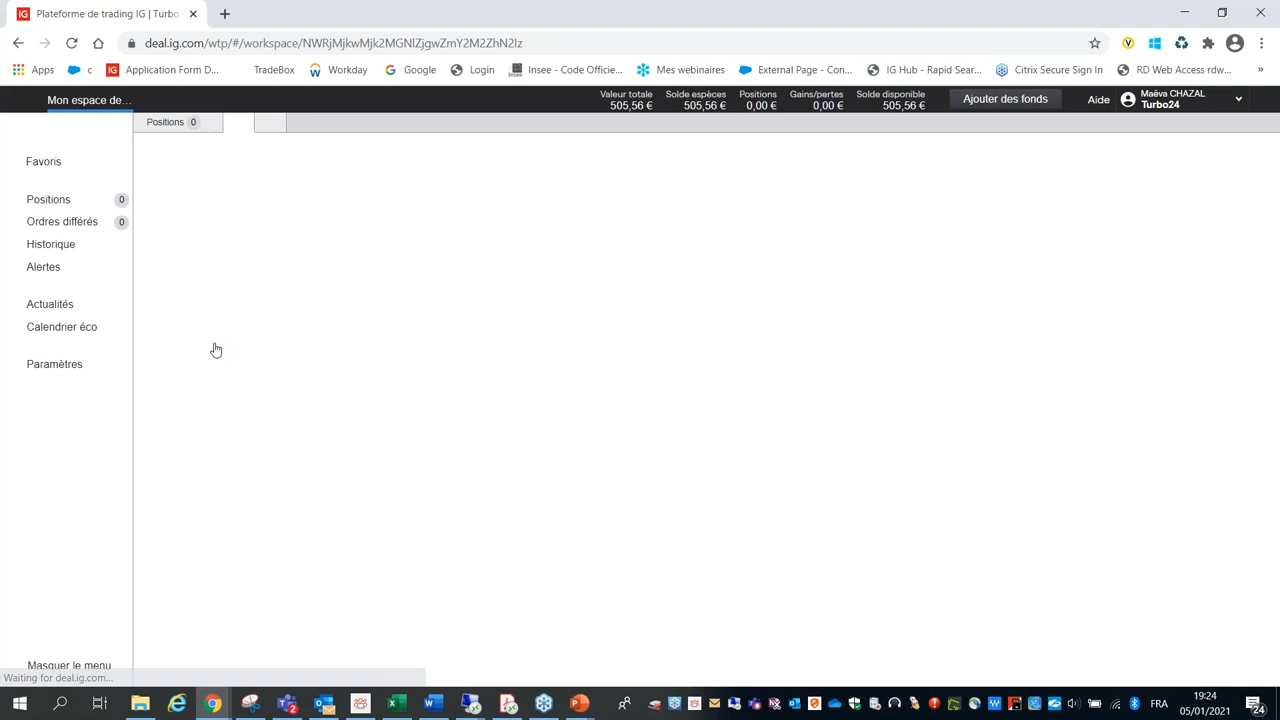 Plateforme de trading IG | Turbo
deal.ig.com/wtp/#/workspace/NWRjMjkwMjk2MGNlZjgwZmY2M2ZhN2Iz
Apps c Application Form D... TradeBox Workday Google Login Insee - Code Officie... Mes webinaires External Page - Con... IG Hub - Rapid Sear... Citrix Secure Sign In RD Web Access dw... »
Mon espace de...
Valeur totale Solde espèces Positions Gains/pertes Solde disponible
505,56 € 505,56 € 0,00 € 0,00 € 505,56 €
Ajouter des fonds
Aide
Maëva CHAZAL
Turbo24
Positions 0
Favoris
Positions 0
Ordres différés 0
Historique
Alertes
Actualités
Calendrier éco
Paramètres
Masquer le menu
Waiting for deal.ig.com...
FR
19:24
05/01/2021
24